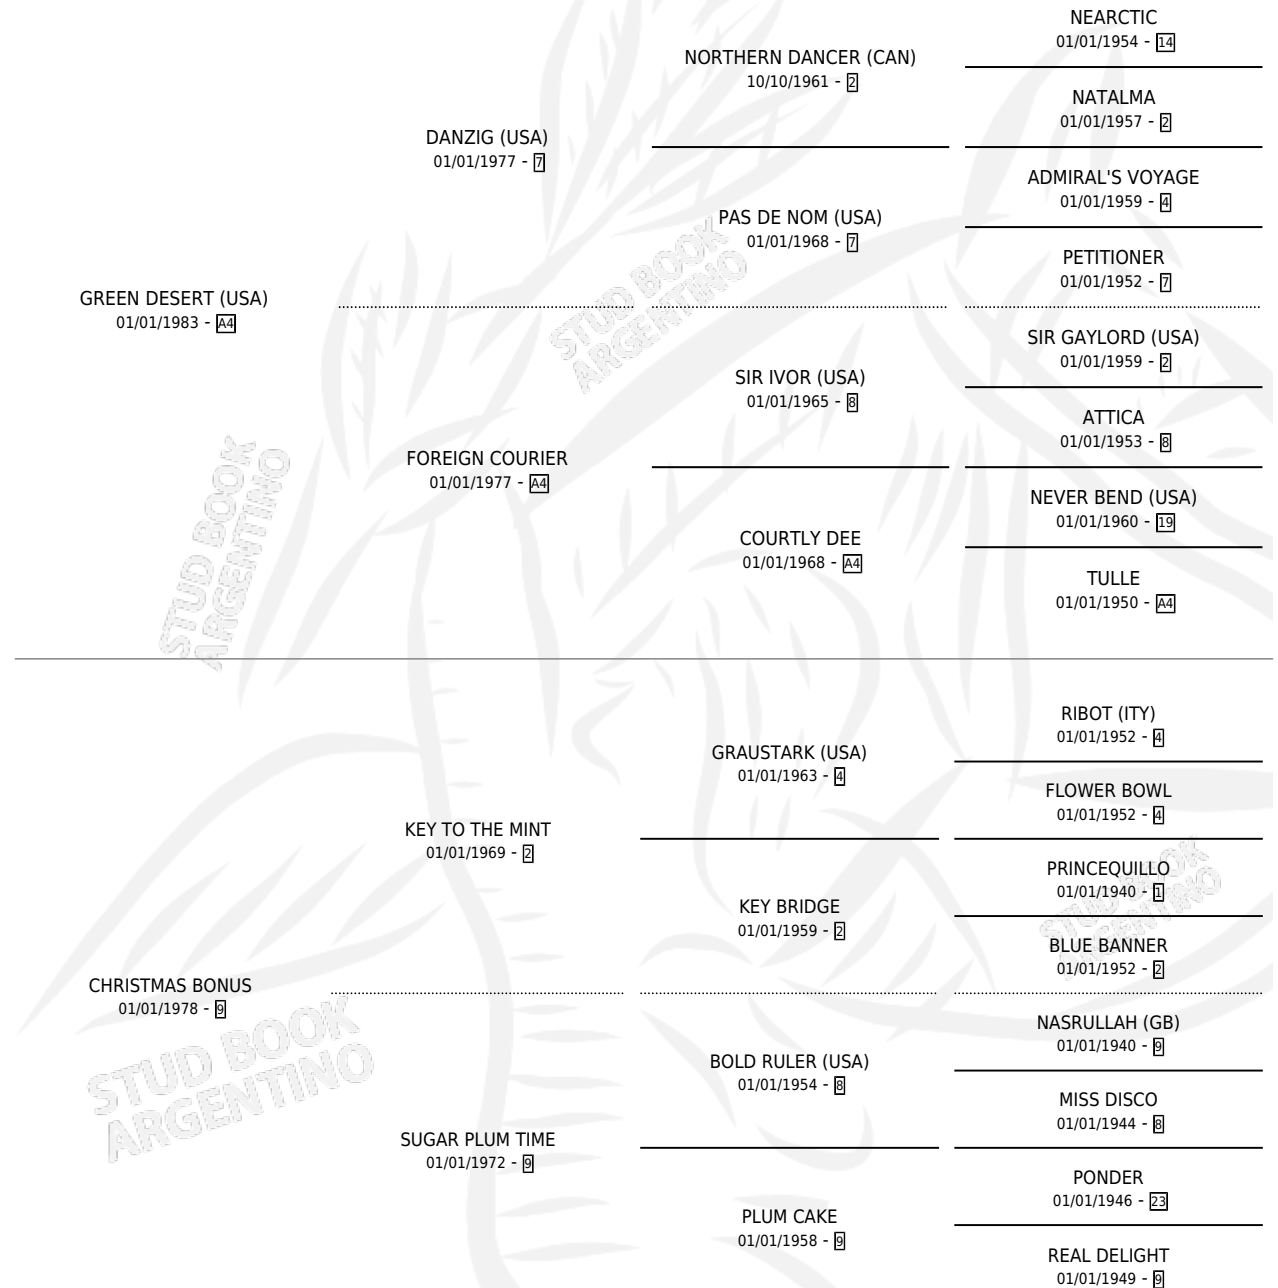 NEARCTIC
01/01/1954 - 14
NORTHERN DANCER (CAN)
10/10/1961 - 2
NATALMA
01/01/1957 - 2
DANZIG (USA)
01/01/1977 - 7
ADMIRAL'S VOYAGE
01/01/1959 - 4
PAS DE NOM (USA)
01/01/1968 - 7
PETITIONER
01/01/1952 - 7
GREEN DESERT (USA)
01/01/1983 - A4
STUD BOOK
ARGENTINO
SIR GAYLORD (USA)
01/01/1959 - 2
SIR IVOR (USA)
01/01/1965 - 8
ATTICA
01/01/1953 - 8
FOREIGN COURIER
01/01/1977 - A4
NEVER BEND (USA)
01/01/1960 - 19
COURTLY DEE
01/01/1968 - A4
TULLE
01/01/1950 - A4
STUD BOOK
ARGENTINO
RIBOT (ITY)
01/01/1952 - 4
GRAUSTARK (USA)
01/01/1963 - 4
FLOWER BOWL
01/01/1952 - 4
KEY TO THE MINT
01/01/1969 - 2
PRINCEQUILLO
01/01/1940 - 1
KEY BRIDGE
01/01/1959 - 2
BLUE BANNER
01/01/1952 - 2
STUD BOOK
ARGENTINO
CHRISTMAS BONUS
01/01/1978 - 9
NASRULLAH (GB)
01/01/1940 - 9
BOLD RULER (USA)
01/01/1954 - 8
MISS DISCO
01/01/1944 - 8
STUD BOOK
ARGENTINO
SUGAR PLUM TIME
01/01/1972 - 9
PONDER
01/01/1946 - 23
PLUM CAKE
01/01/1958 - 9
REAL DELIGHT
01/01/1949 - 9